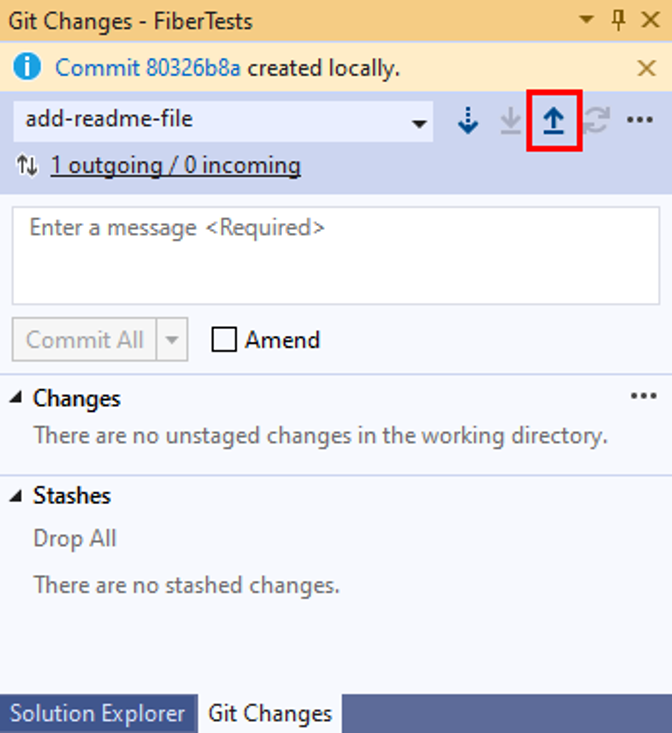 Git Changes - FiberTests
Commit 80326b8a created locally.
add-readme-file
1 outgoing / 0 incoming
Enter a message <Required>
Commit All
Amend
Changes
There are no unstaged changes in the working directory.
Stashes
Drop All
There are no stashed changes.
Solution Explorer
Git Changes